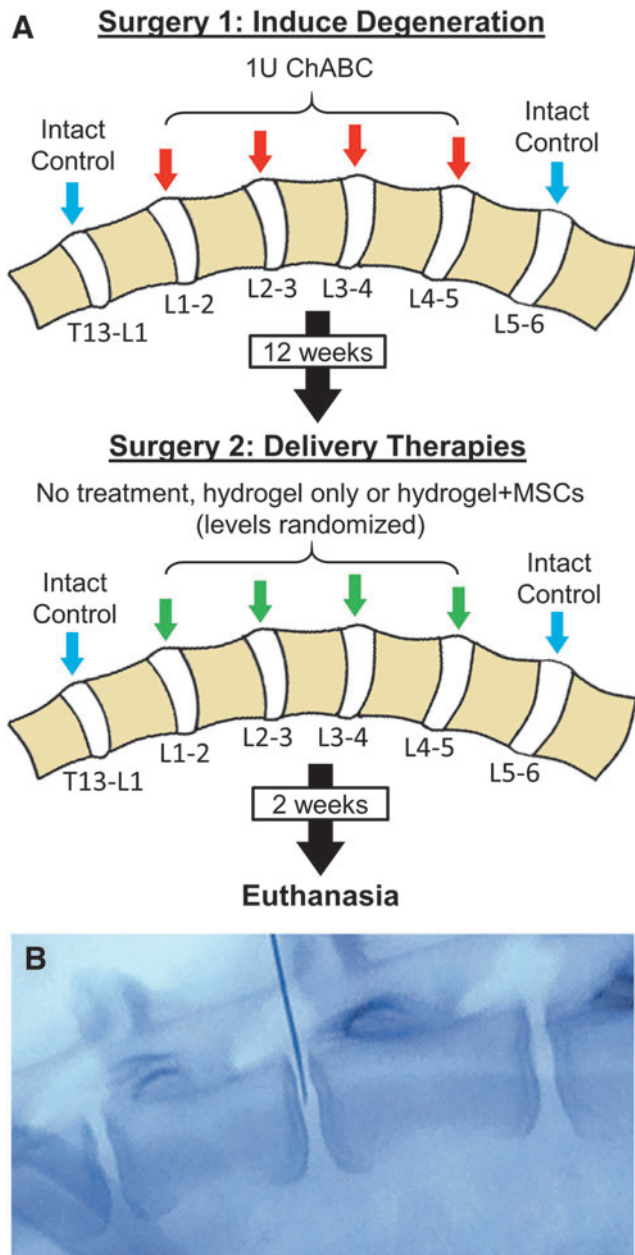 A
Surgery 1: Induce Degeneration
1U ChABC
Intact
Control
Intact
Control
T13-L1
L1-2
L2-3
L3-4
L4-5
L5-6
12 weeks
Surgery 2: Delivery Therapies
No treatment, hydrogel only or hydrogel+MSCs
(levels randomized)
Intact
Control
Intact
Control
T13-L1
L1-2
L2-3
L3-4
L4-5
L5-6
2 weeks
Euthanasia
B